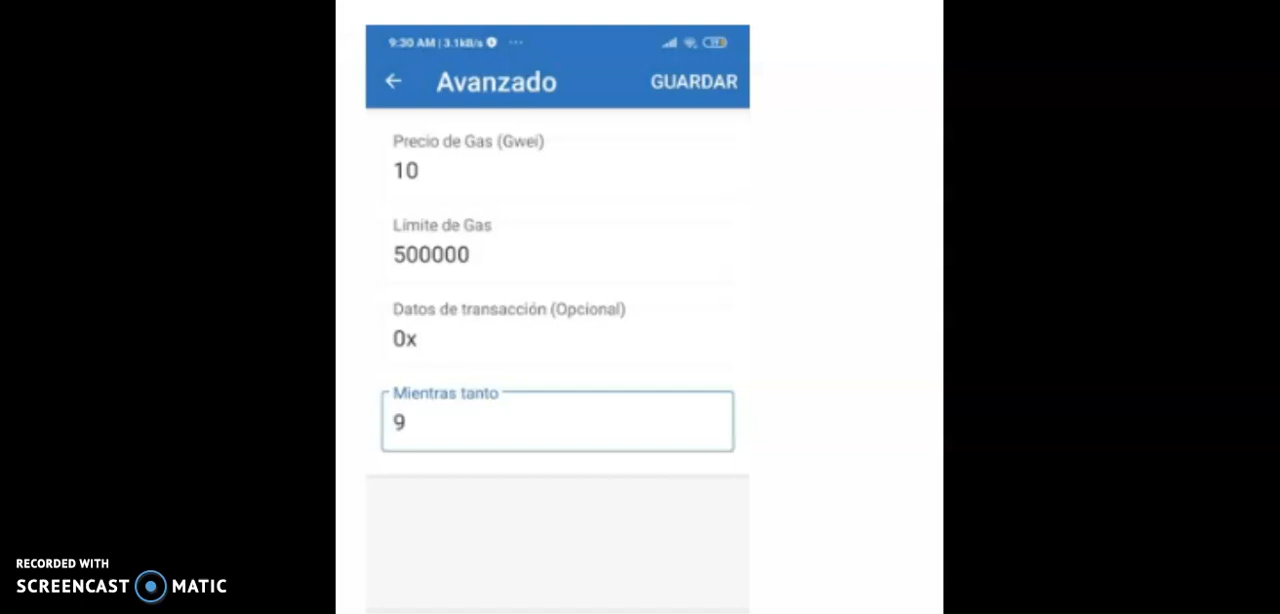 9:30 AM | 3.1kB/s
Avanzado
GUARDAR
Precio de Gas (Gwei)
10
Límite de Gas
500000
Datos de transacción (Opcional)
0x
Mientras tanto
9
RECORDED WITH
SCREENCAST MATIC